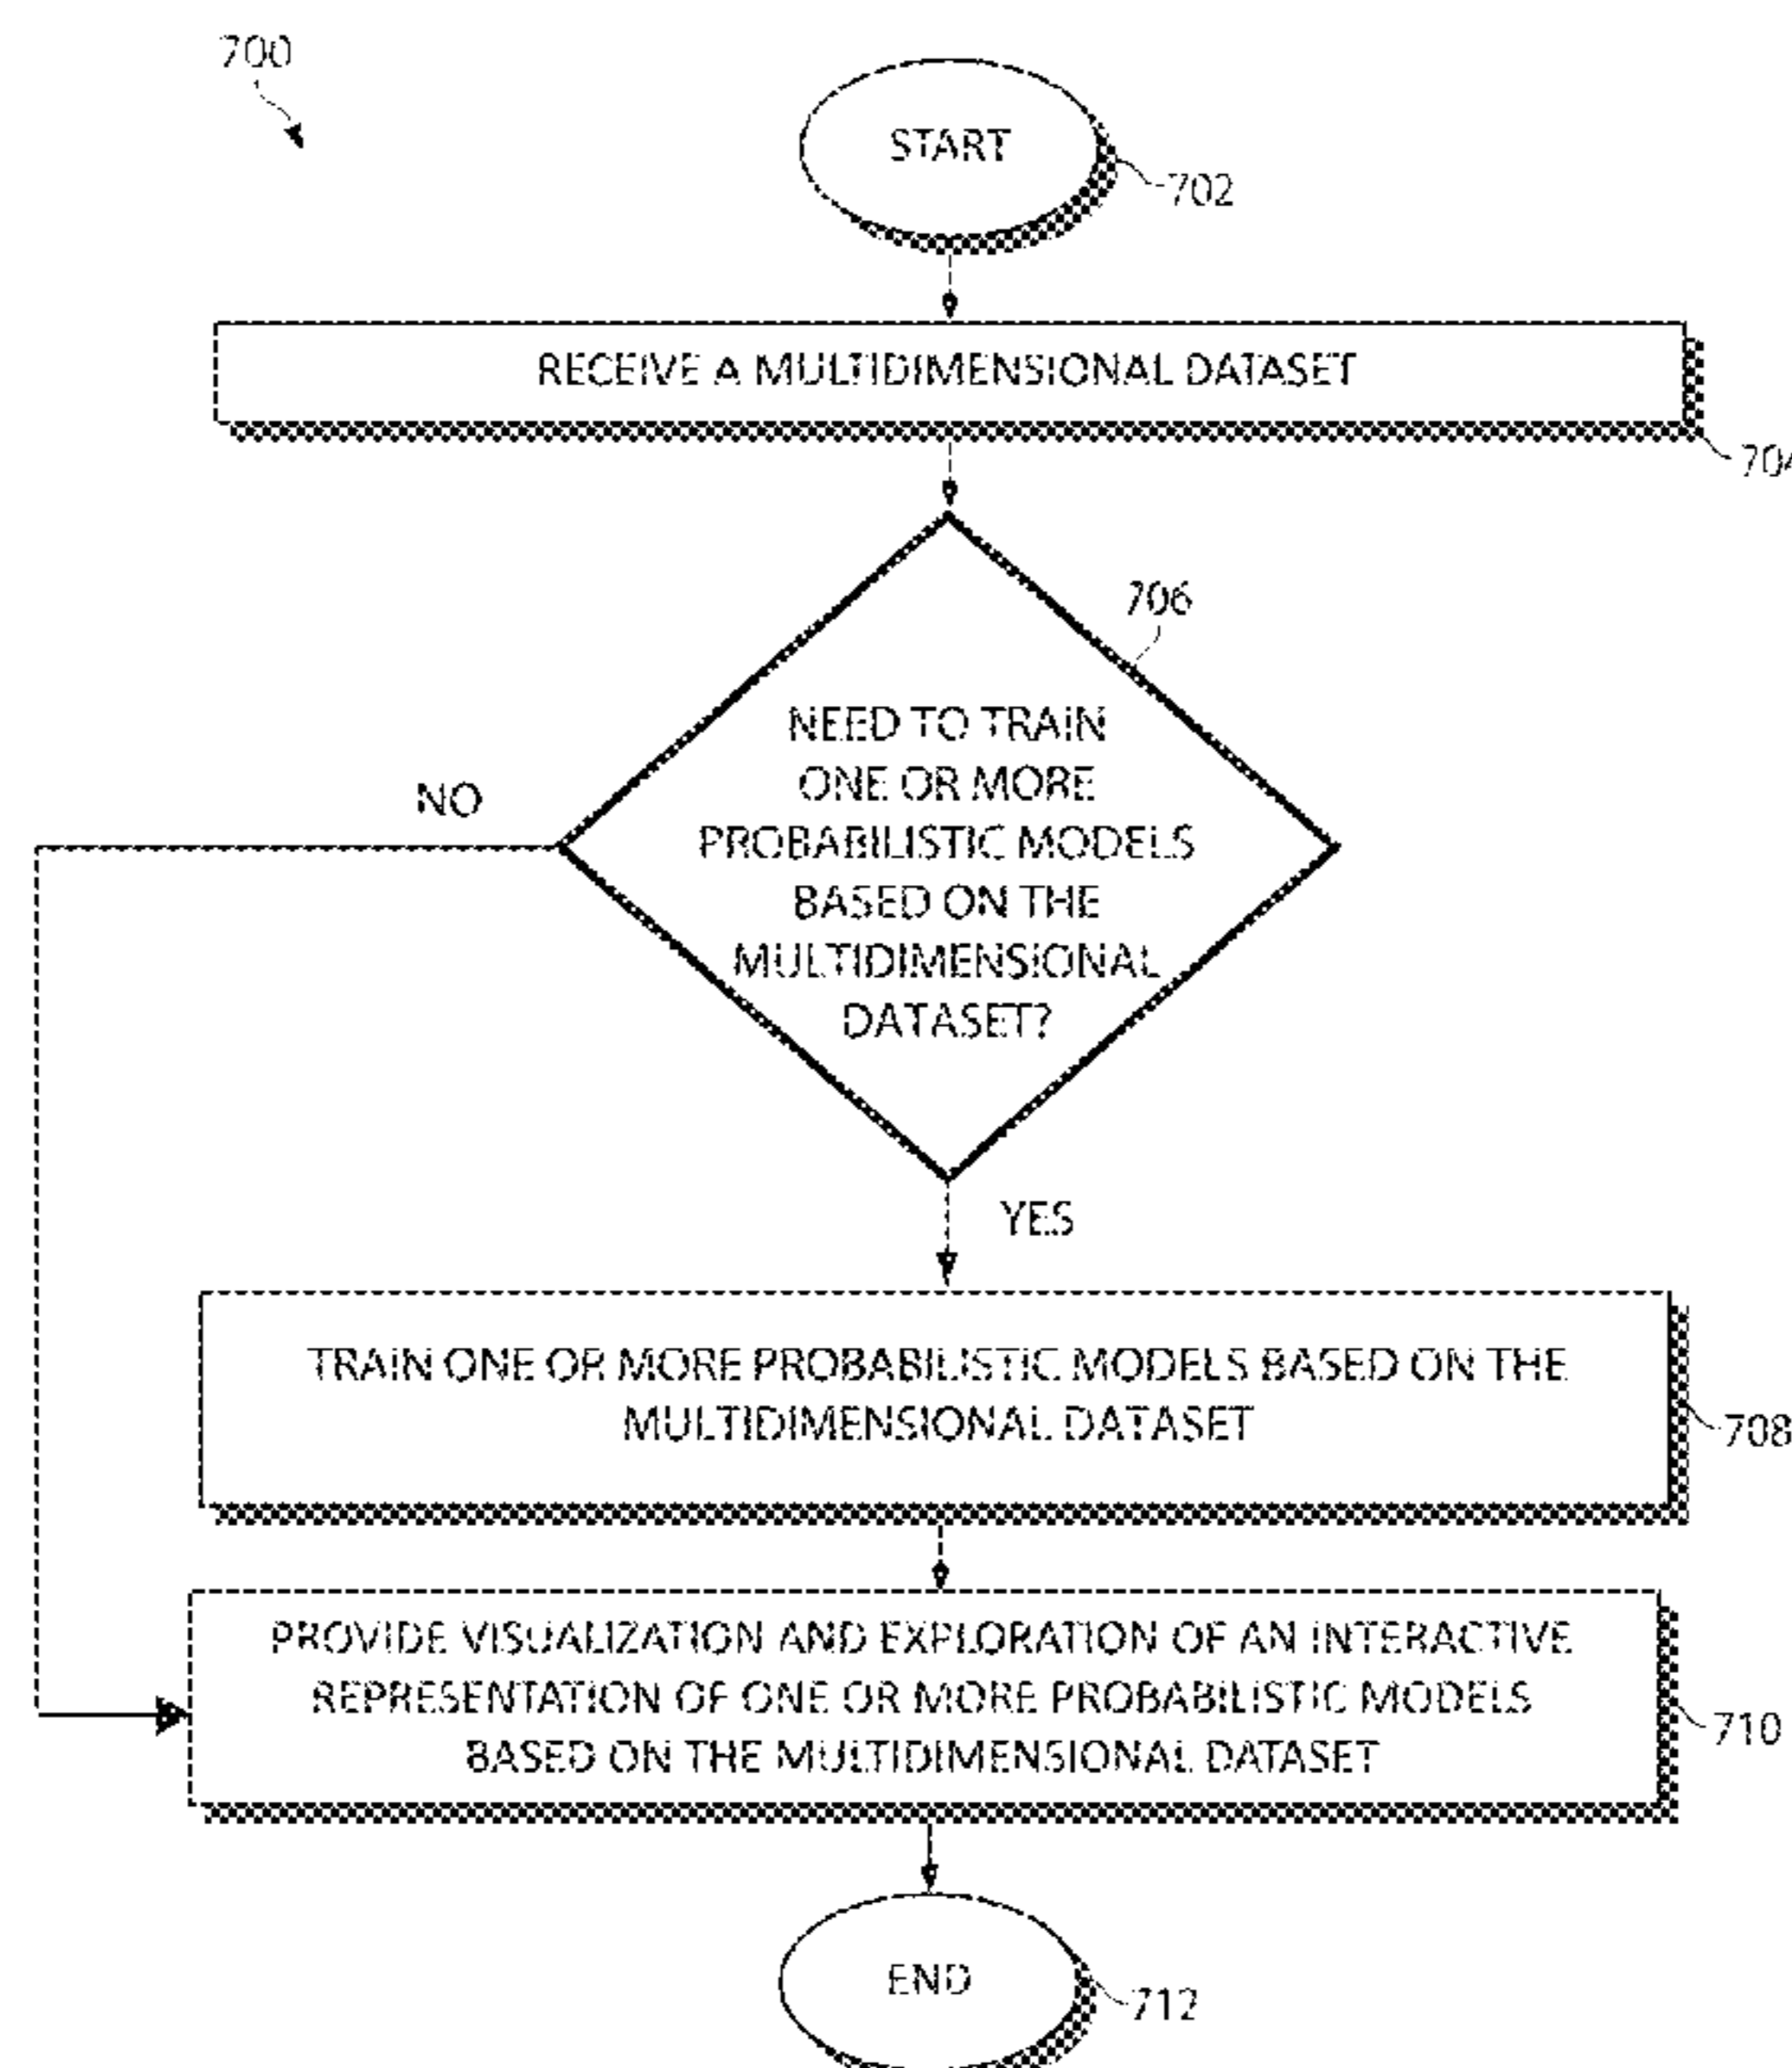 700
START
702
RECEIVE A MULTIDIMENSIONAL DATASET
704
706
NEED TO TRAIN
ONE OR MORE
PROBABILISTIC MODELS
BASED ON THE
MULTIDIMENSIONAL
DATASET?
NO
YES
TRAIN ONE OR MORE PROBABILISTIC MODELS BASED ON THE
MULTIDIMENSIONAL DATASET
708
PROVIDE VISUALIZATION AND EXPLORATION OF AN INTERACTIVE
REPRESENTATION OF ONE OR MORE PROBABILISTIC MODELS
BASED ON THE MULTIDIMENSIONAL DATASET
710
END
712